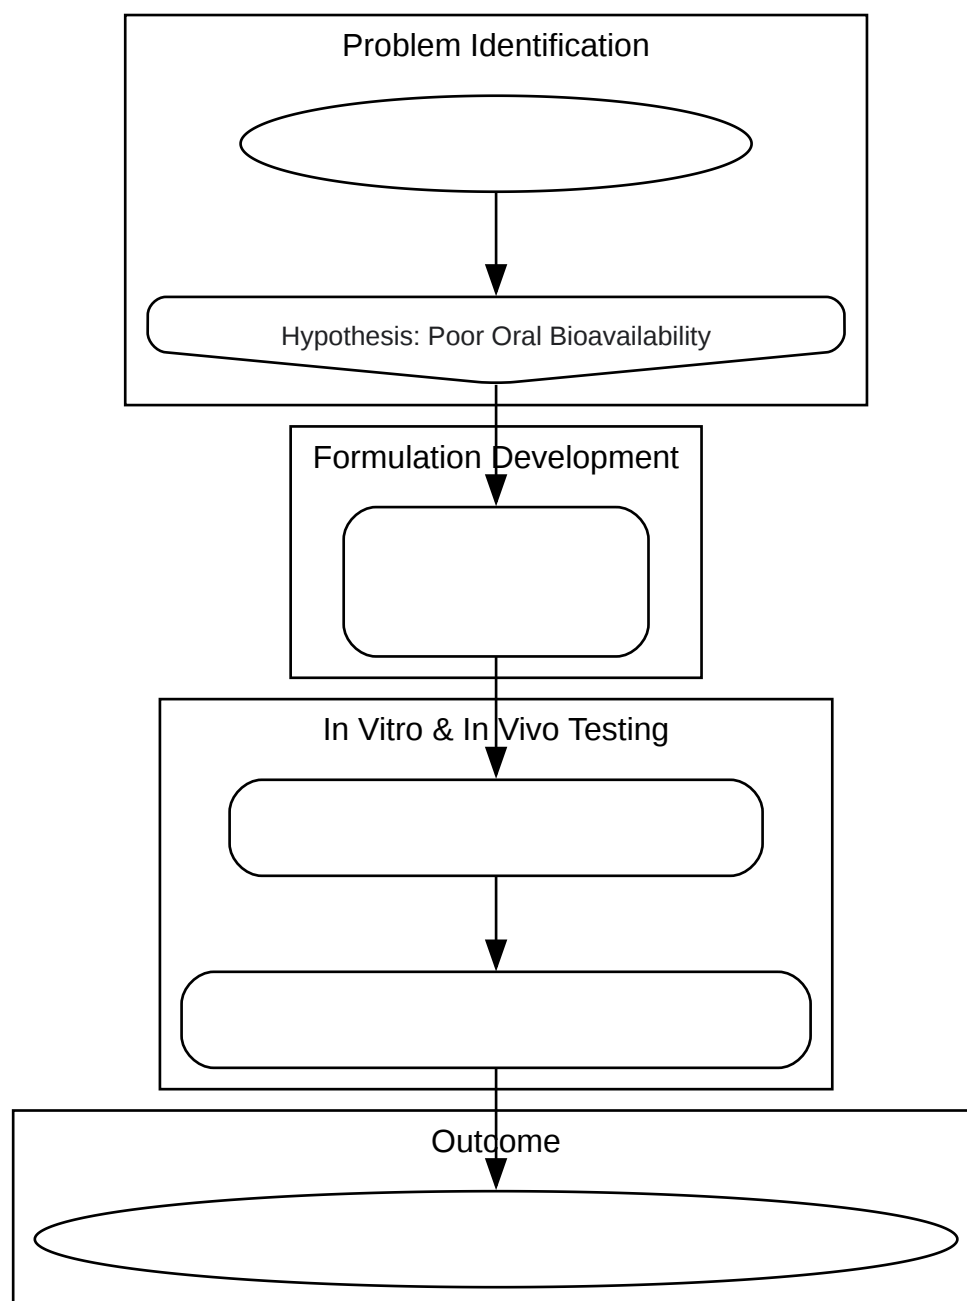 Problem Identification
Hypothesis: Poor Oral Bioavailability
Formulation Development
In Vitro & In Vivo Testing
Outcome